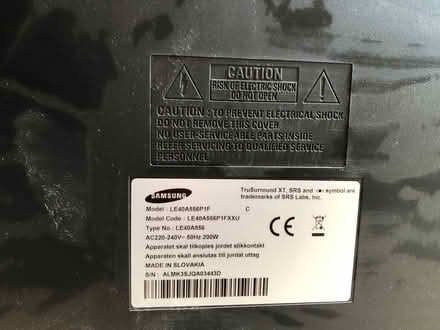 CAUTION
RISK OF ELECTRIC SHOCK
DO NOT OPEN
CAUTION : TO PREVENT ELECTRICAL SHOCK
DO NOT REMOVE THIS COVER.
NO USER-SERVICEABLE PARTS INSIDE
REFER SERVICING TO QUALIFIED SERVICE
PERSONNEL.
SAMSUNG
TruSurround XT, SRS and symbol are
trademarks of SRS Labs, Inc.
Model : LE40A556P1F C
Model Code : LE40A556P1FXXU
Type No.: LE40A556
AC220-240V~ 50Hz 200W
Apparatet skal tilkoples jordet stikkontakt
Apparaten skall anslutas till jordat uttag
MADE IN SLOVAKIA
S/N : ALMK3SJQA03443D